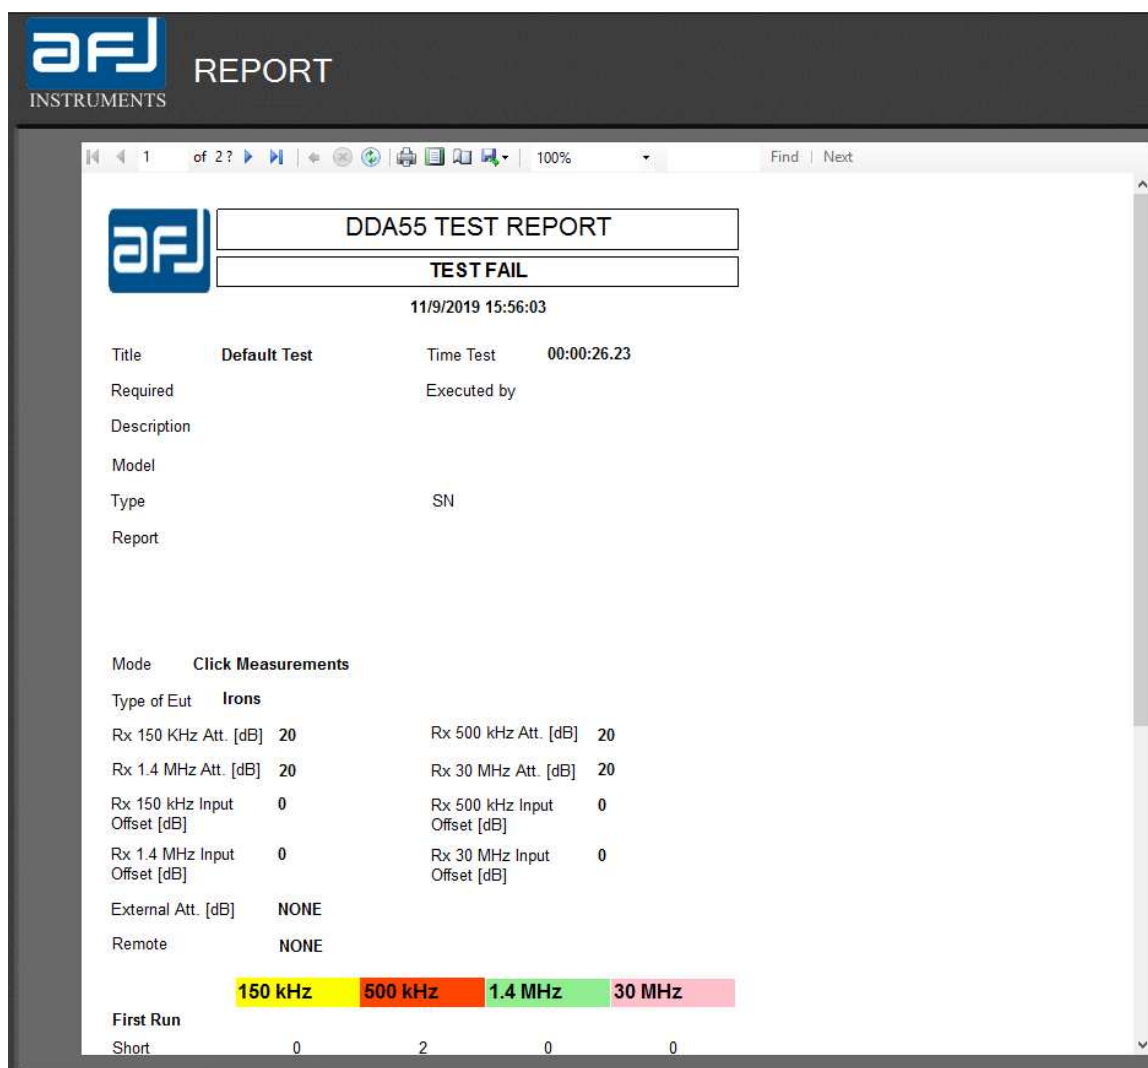 afj
INSTRUMENTS
REPORT
1 of 2 ? 100% Find | Next
afj
DDA55 TEST REPORT
TEST FAIL
11/9/2019 15:56:03
Title Default Test Time Test 00:00:26.23
Required Executed by
Description
Model
Type SN
Report
Mode Click Measurements
Type of Eut Irons
Rx 150 KHz Att. [dB] 20 Rx 500 kHz Att. [dB] 20
Rx 1.4 MHz Att. [dB] 20 Rx 30 MHz Att. [dB] 20
Rx 150 kHz Input 0 Rx 500 kHz Input 0
Offset [dB] Offset [dB]
Rx 1.4 MHz Input 0 Rx 30 MHz Input 0
Offset [dB] Offset [dB]
External Att. [dB] NONE
Remote NONE
150 kHz 500 kHz 1.4 MHz 30 MHz
First Run
Short 0 2 0 0